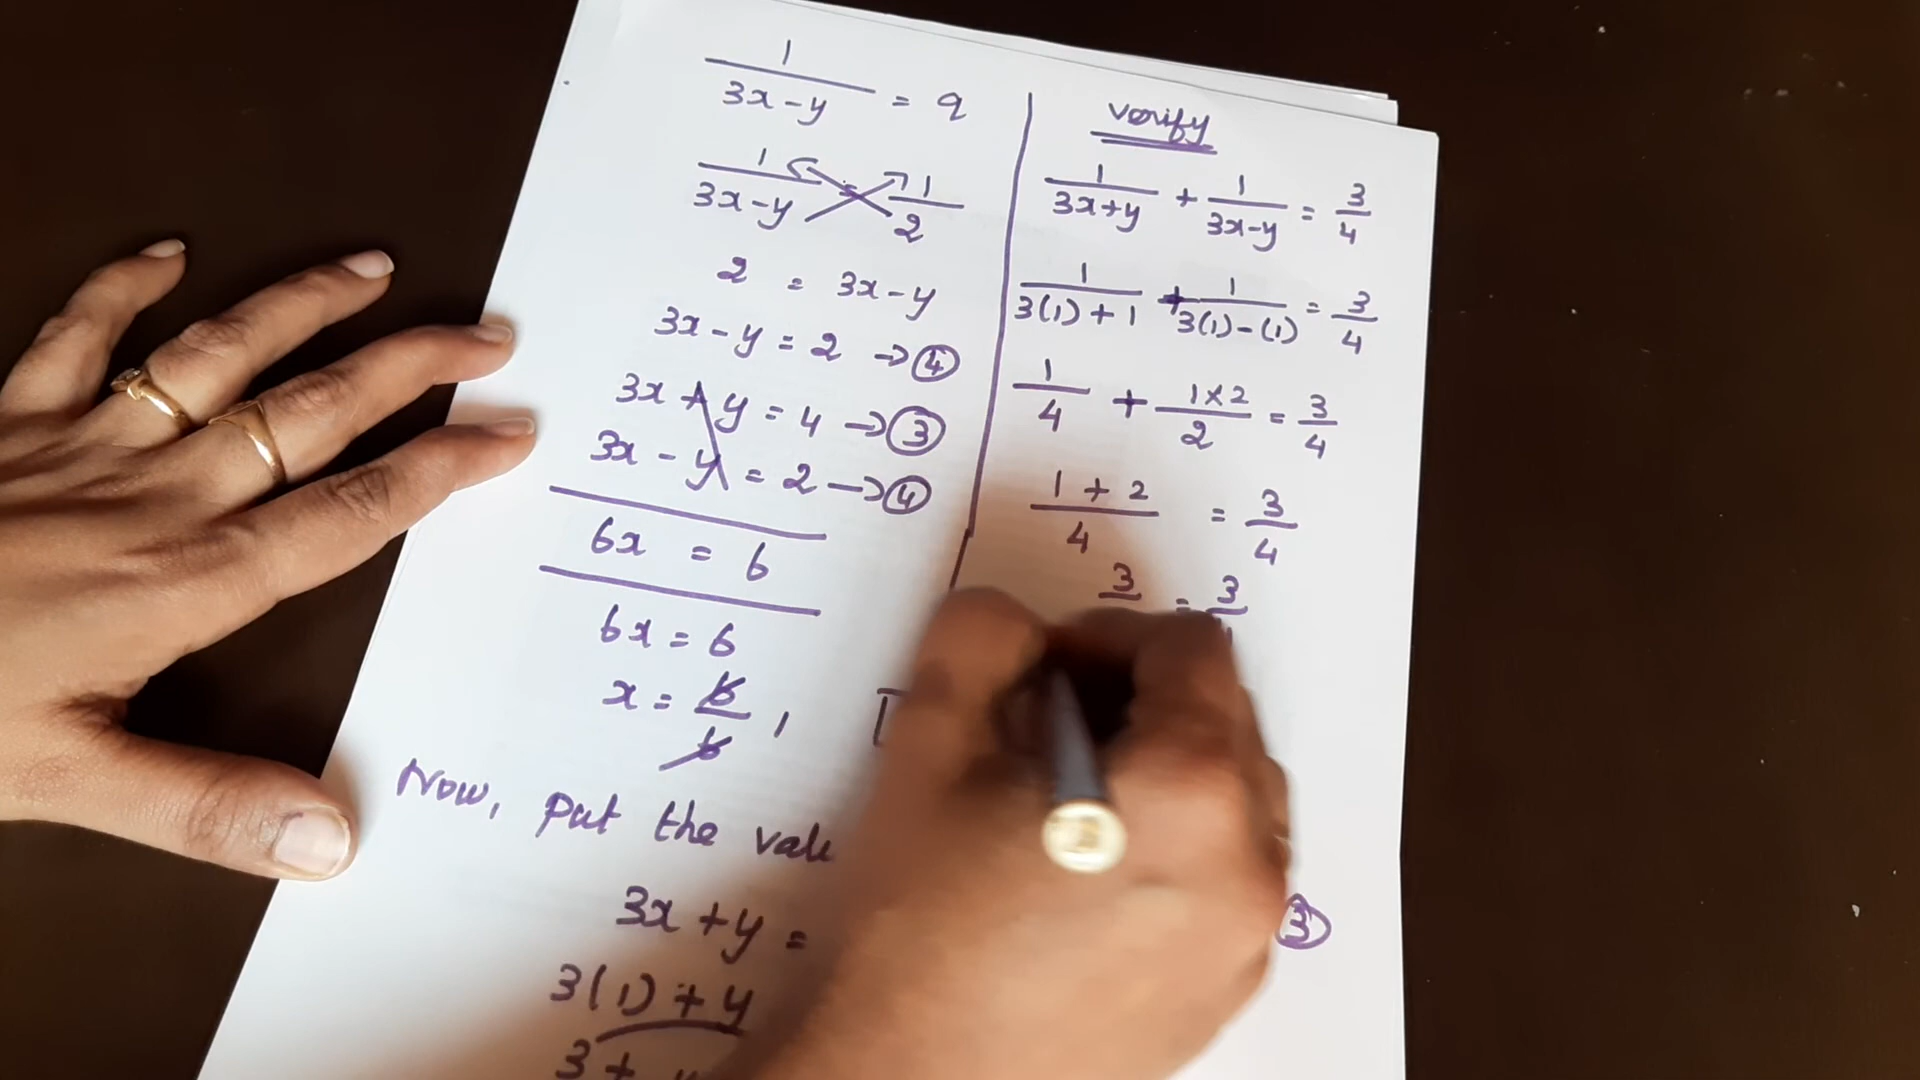 1/(3x-y) = q
1/(3x-y) = 1/2
2 = 3x-y
3x-y = 2 → ④
3x + y = 4 → ③
3x - y = 2 → ④
6x = 6
6x = 6
x = 6/6 1
Now, put the
3x + y =
3(1) + y
3 +
③
verify
1/(3x+y) + 1/(3x-y) = 3/4
1/(3(1)+1) + 1/(3(1)-(1)) = 3/4
1/4 + 1×2/2 = 3/4
1+2/4 = 3/4
3 = 3